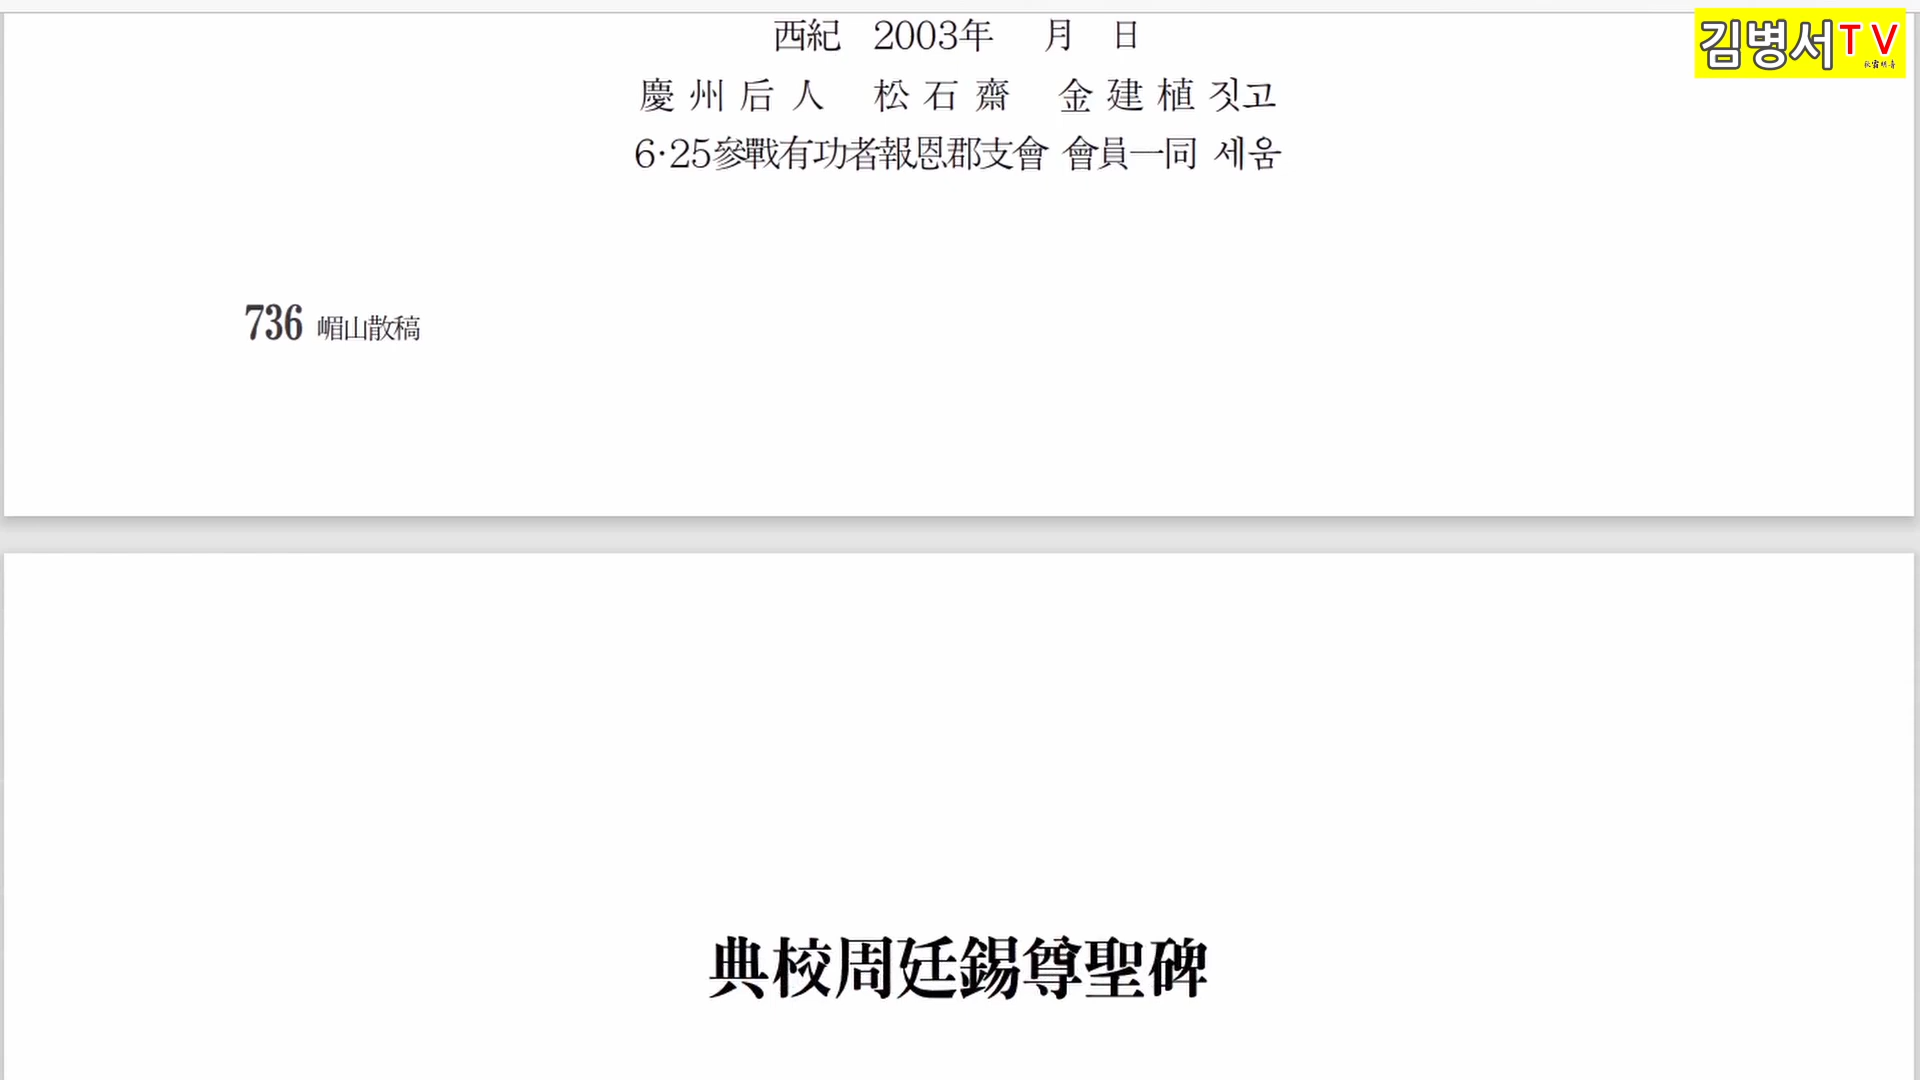 西紀 2003年 月 日
김병서TV
慶州后人 松石齋 金建植 짓고
6·25參戰有功者報恩郡支會 會員一同 세움
736 嵋山散稿
典校周廷錫尊聖碑